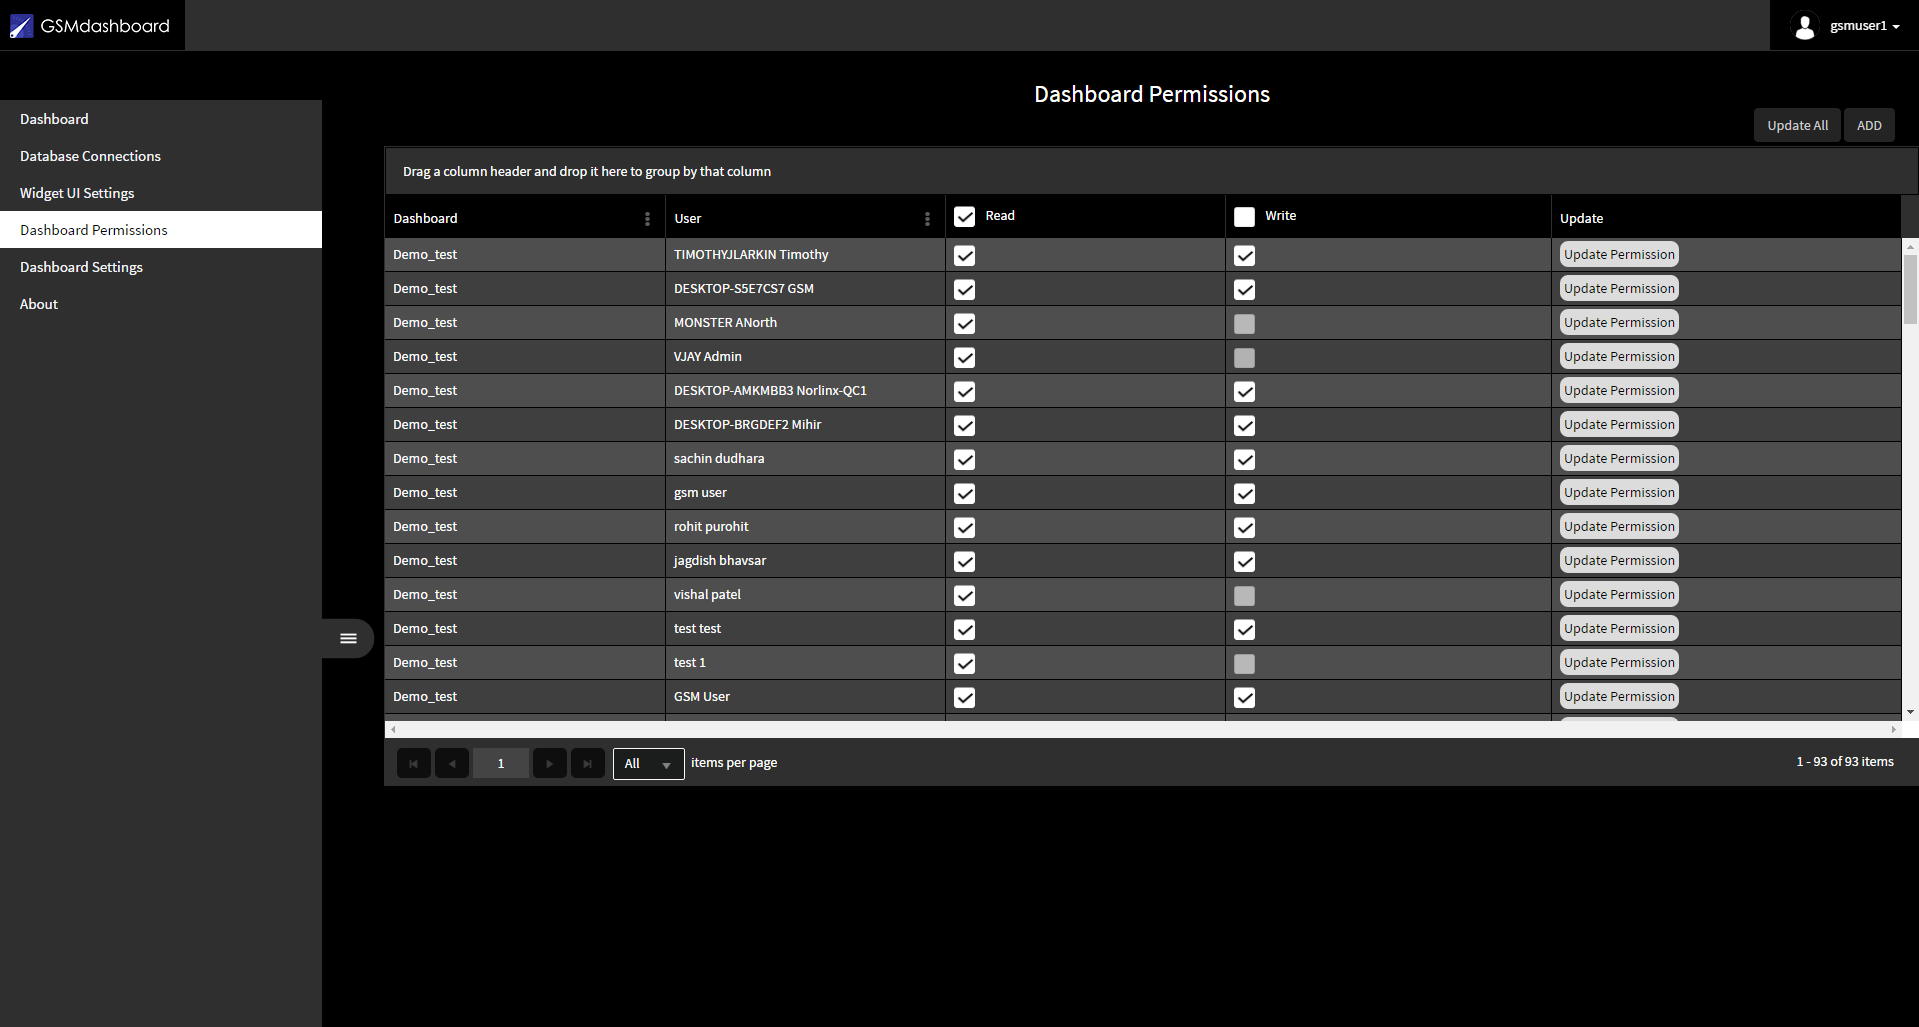 GSMdashboard
gsmuser1
Dashboard Permissions
Update All ADD
Dashboard
Database Connections
Widget UI Settings
Dashboard Permissions
Dashboard Settings
About
Drag a column header and drop it here to group by that column
Dashboard User Read Write Update
Demo_test TIMOTHYJLARKIN Timothy Update Permission
Demo_test DESKTOP-S5E7CS7 GSM Update Permission
Demo_test MONSTER ANorth Update Permission
Demo_test VJAY Admin Update Permission
Demo_test DESKTOP-AMKMBB3 Norlinx-QC1 Update Permission
Demo_test DESKTOP-BRGDEF2 Mihir Update Permission
Demo_test sachin dudhara Update Permission
Demo_test gsm user Update Permission
Demo_test rohit purohit Update Permission
Demo_test jagdish bhavsar Update Permission
Demo_test vishal patel Update Permission
Demo_test test test Update Permission
Demo_test test 1 Update Permission
Demo_test GSM User Update Permission
1 All items per page 1 - 93 of 93 items